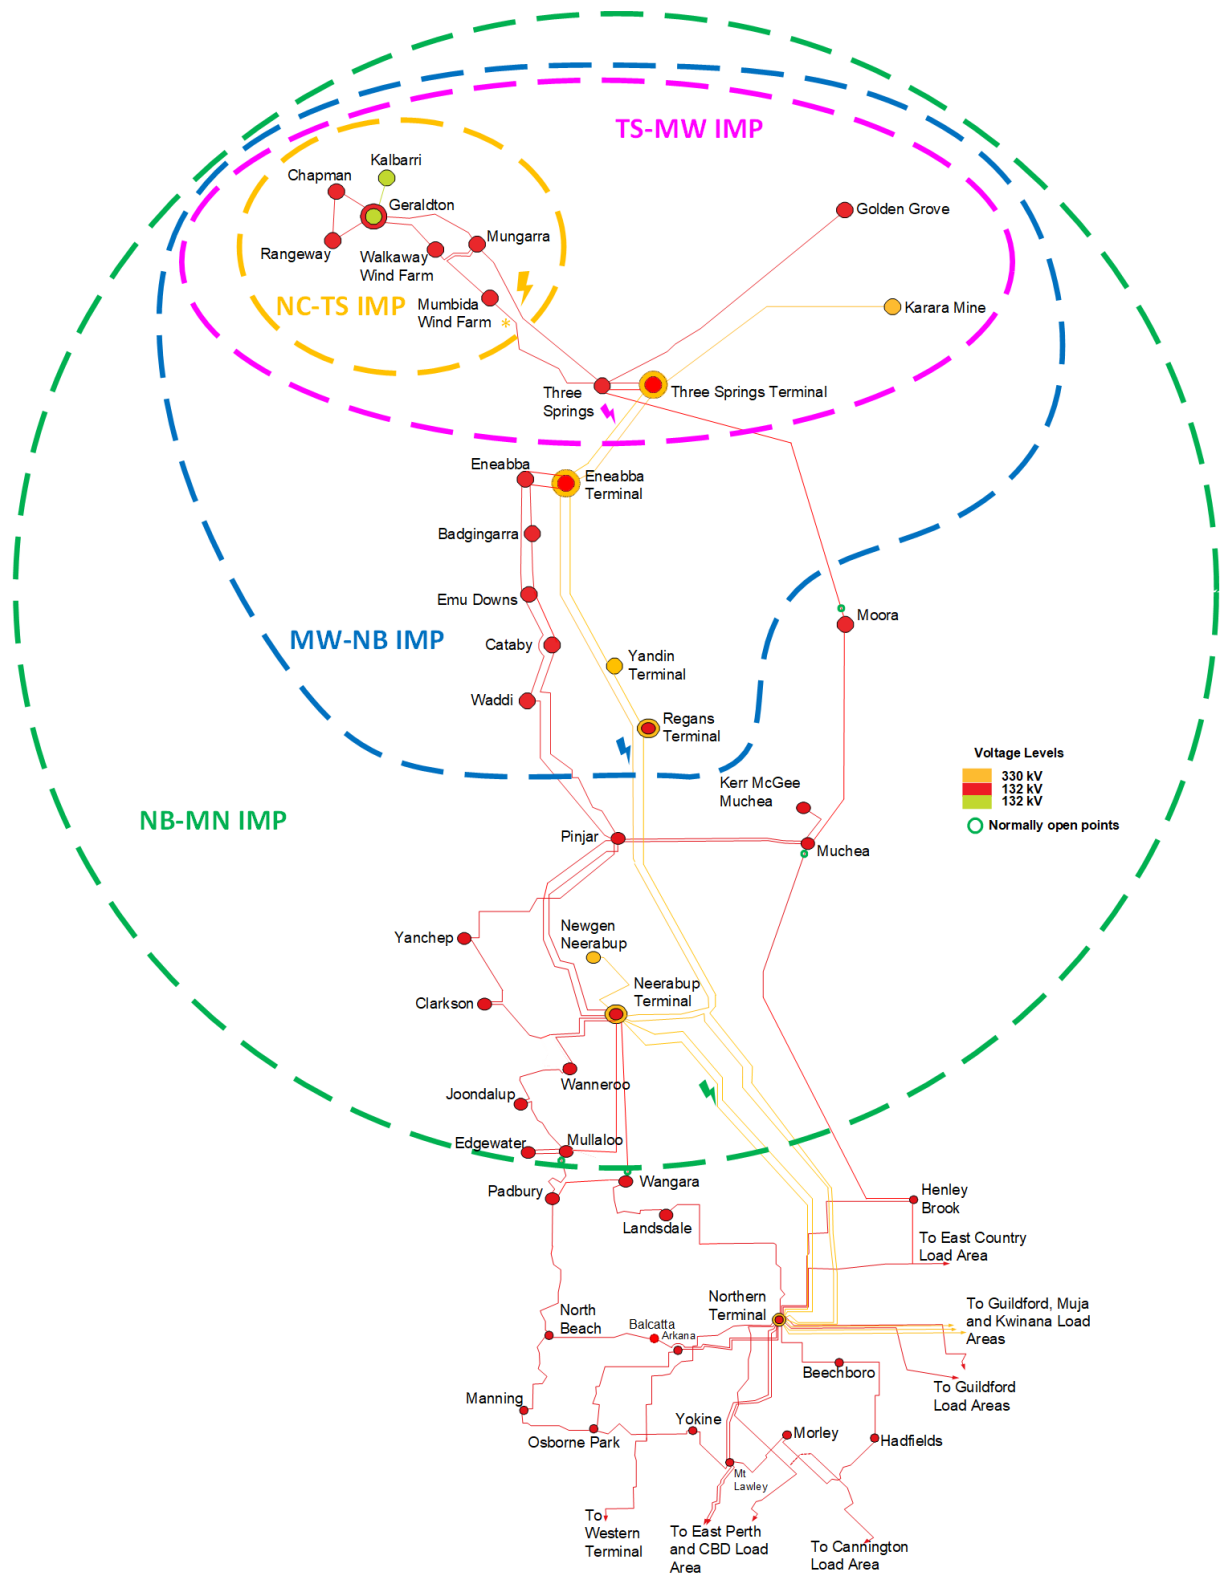 TS-MW IMP
Kalbarri
Chapman
Geraldton
Golden Grove
Rangeway
Walkaway
Wind Farm
Mungarra
NC-TS IMP
Mumbida
Wind Farm *
Karara Mine
Three
Springs
Three Springs Terminal
Eneabba
Eneabba
Terminal
Badgingarra
Emu Downs
Moora
MW-NB IMP
Cataby
Yandin
Terminal
Waddi
Regans
Terminal
Voltage Levels
330 kV
132 kV
132 kV
Normally open points
Kerr McGee
Muchea
NB-MN IMP
Pinjar
Muchea
Newgen
Neerabup
Yanchep
Neerabup
Terminal
Clarkson
Wanneroo
Joondalup
Edgewater
Mullaloo
Padbury
Wangara
Landsdale
Henley
Brook
To East Country
Load Area
Northern
Terminal
To Guildford, Muja
and Kwinana Load
Areas
North
Beach
Balcatta
Arkana
Beechboro
To Guildford
Load Areas
Manning
Osborne Park
Yokine
Morley
Hadfields
Mt
Lawley
To
Western
Terminal
To East Perth
and CBD Load
Area
To Cannington
Load Area